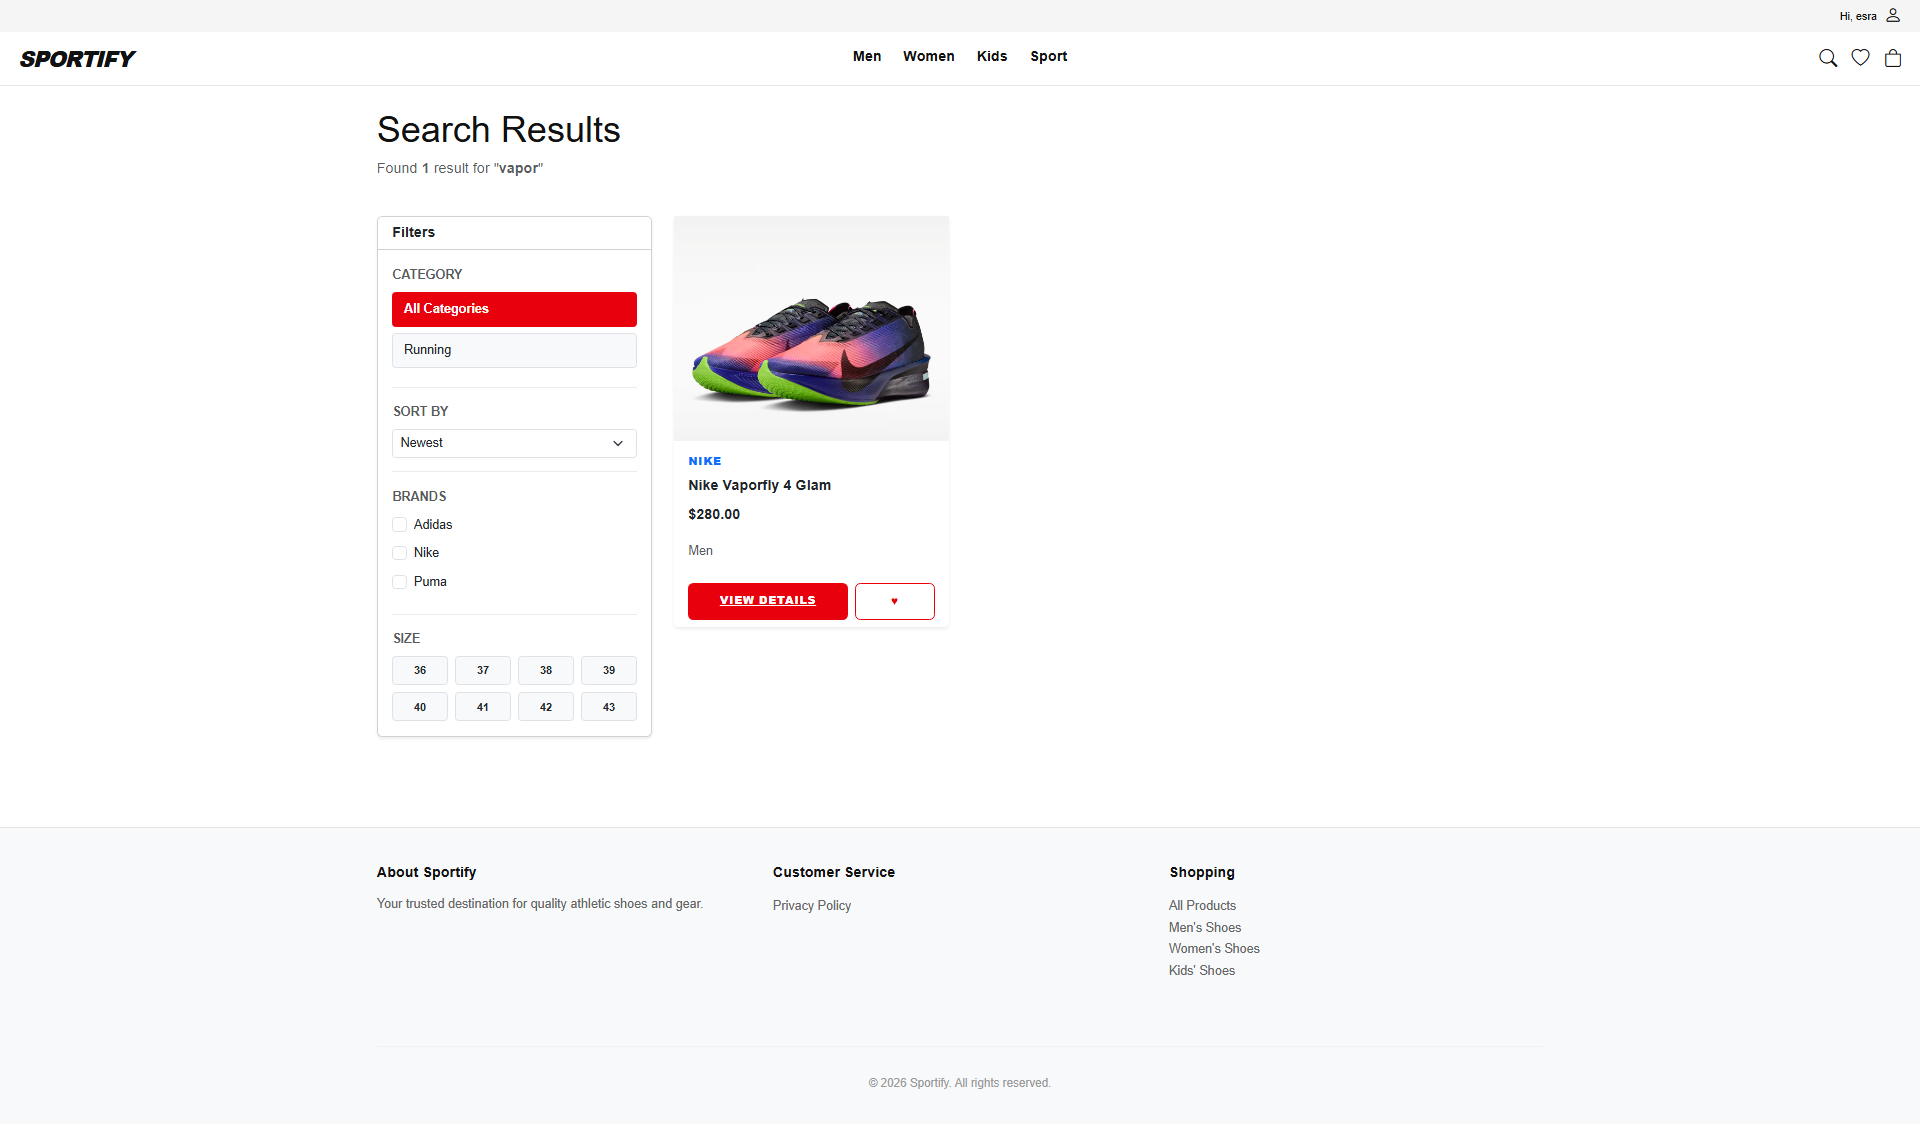 Hi, esra
SPORTIFY
Men Women Kids Sport
Search Results
Found 1 result for "vapor"
Filters
CATEGORY
All Categories
Running
SORT BY
Newest
BRANDS
Adidas
Nike
Puma
SIZE
36 37 38 39
40 41 42 43
NIKE
Nike Vaporfly 4 Glam
$280.00
Men
VIEW DETAILS ♥
About Sportify
Your trusted destination for quality athletic shoes and gear.
Customer Service
Privacy Policy
Shopping
All Products
Men's Shoes
Women's Shoes
Kids' Shoes
© 2026 Sportify. All rights reserved.